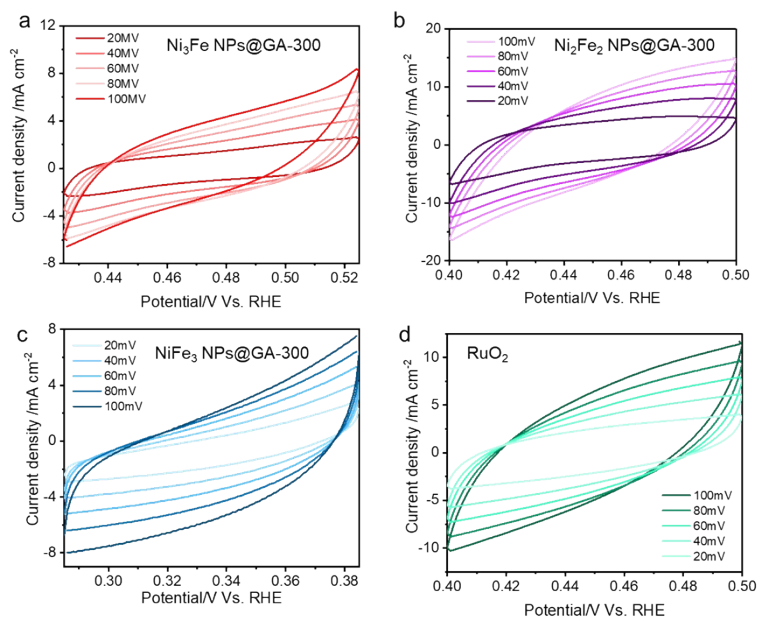 a
Ni₃Fe NPs@GA-300
20MV
40MV
60MV
80MV
100MV
12
8
4
0
-4
-8
Current density /mA cm⁻²
0.44 0.46 0.48 0.50 0.52
Potential/V Vs. RHE
b
Ni₂Fe₂ NPs@GA-300
100mV
80mV
60mV
40mV
20mV
20
10
0
-10
-20
Current density /mA cm⁻²
0.40 0.42 0.44 0.46 0.48 0.50
Potential/V Vs. RHE
c
NiFe₃ NPs@GA-300
20mV
40mV
60mV
80mV
100mV
8
4
0
-4
-8
Current density /mA cm⁻²
0.30 0.32 0.34 0.36 0.38
Potential/V Vs. RHE
d
RuO₂
100mV
80mV
60mV
40mV
20mV
10
5
0
-5
-10
Current density /mA cm⁻²
0.40 0.42 0.44 0.46 0.48 0.50
Potential/V Vs. RHE